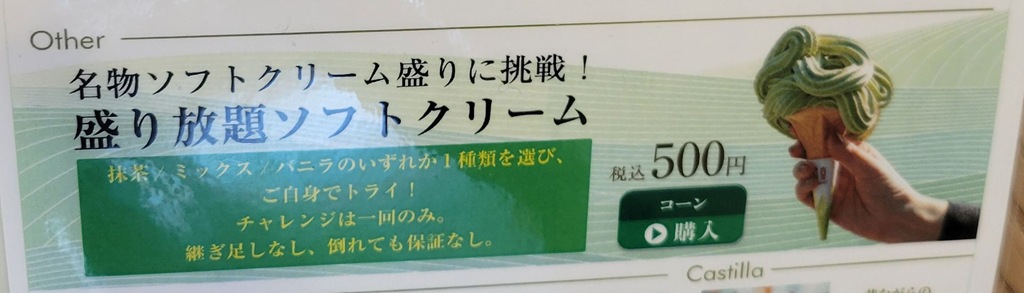 Other
名物ソフトクリーム盛りに挑戦！
盛り放題ソフトクリーム
抹茶/ミックス/バニラのいずれか1種類を選び、
ご自身でトライ！
チャレンジは一回のみ。
継ぎ足しなし、倒れても保証なし。
税込500円
コーン
購入
Castilla